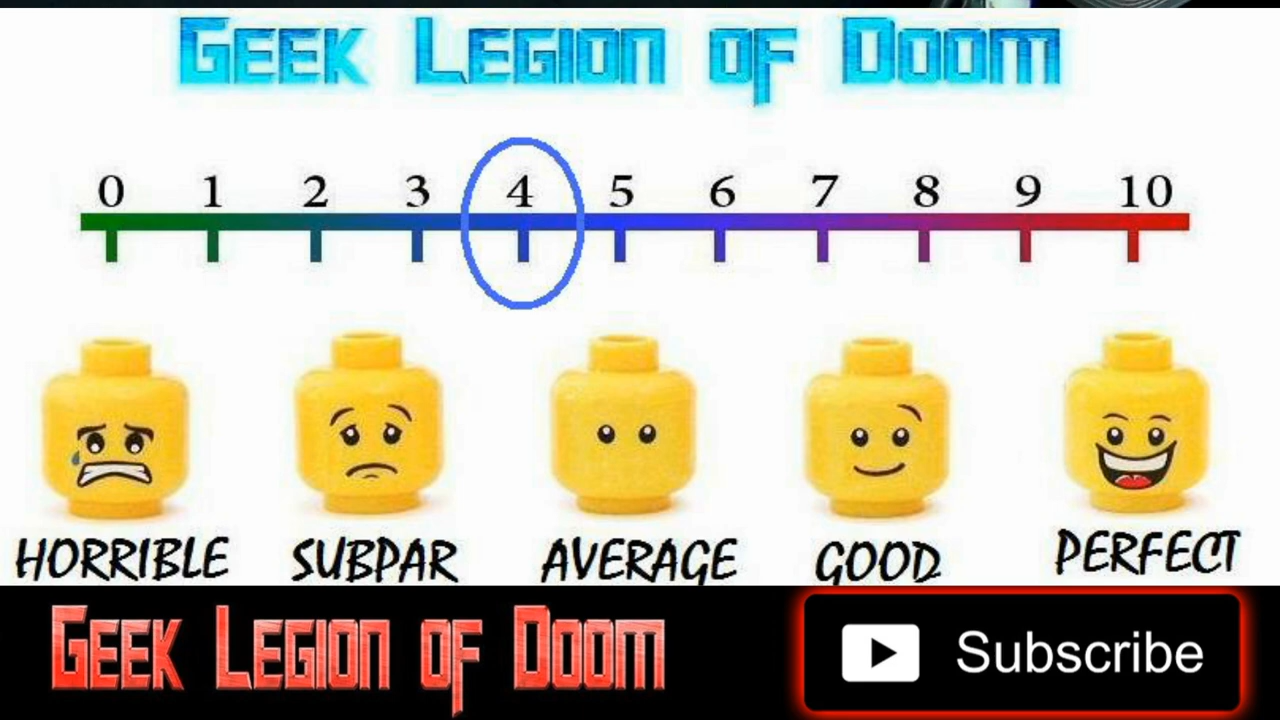 Geek Legion of Doom
0 1 2 3 4 5 6 7 8 9 10
HORRIBLE SUBPAR AVERAGE GOOD PERFECT
Geek Legion of Doom
Subscribe